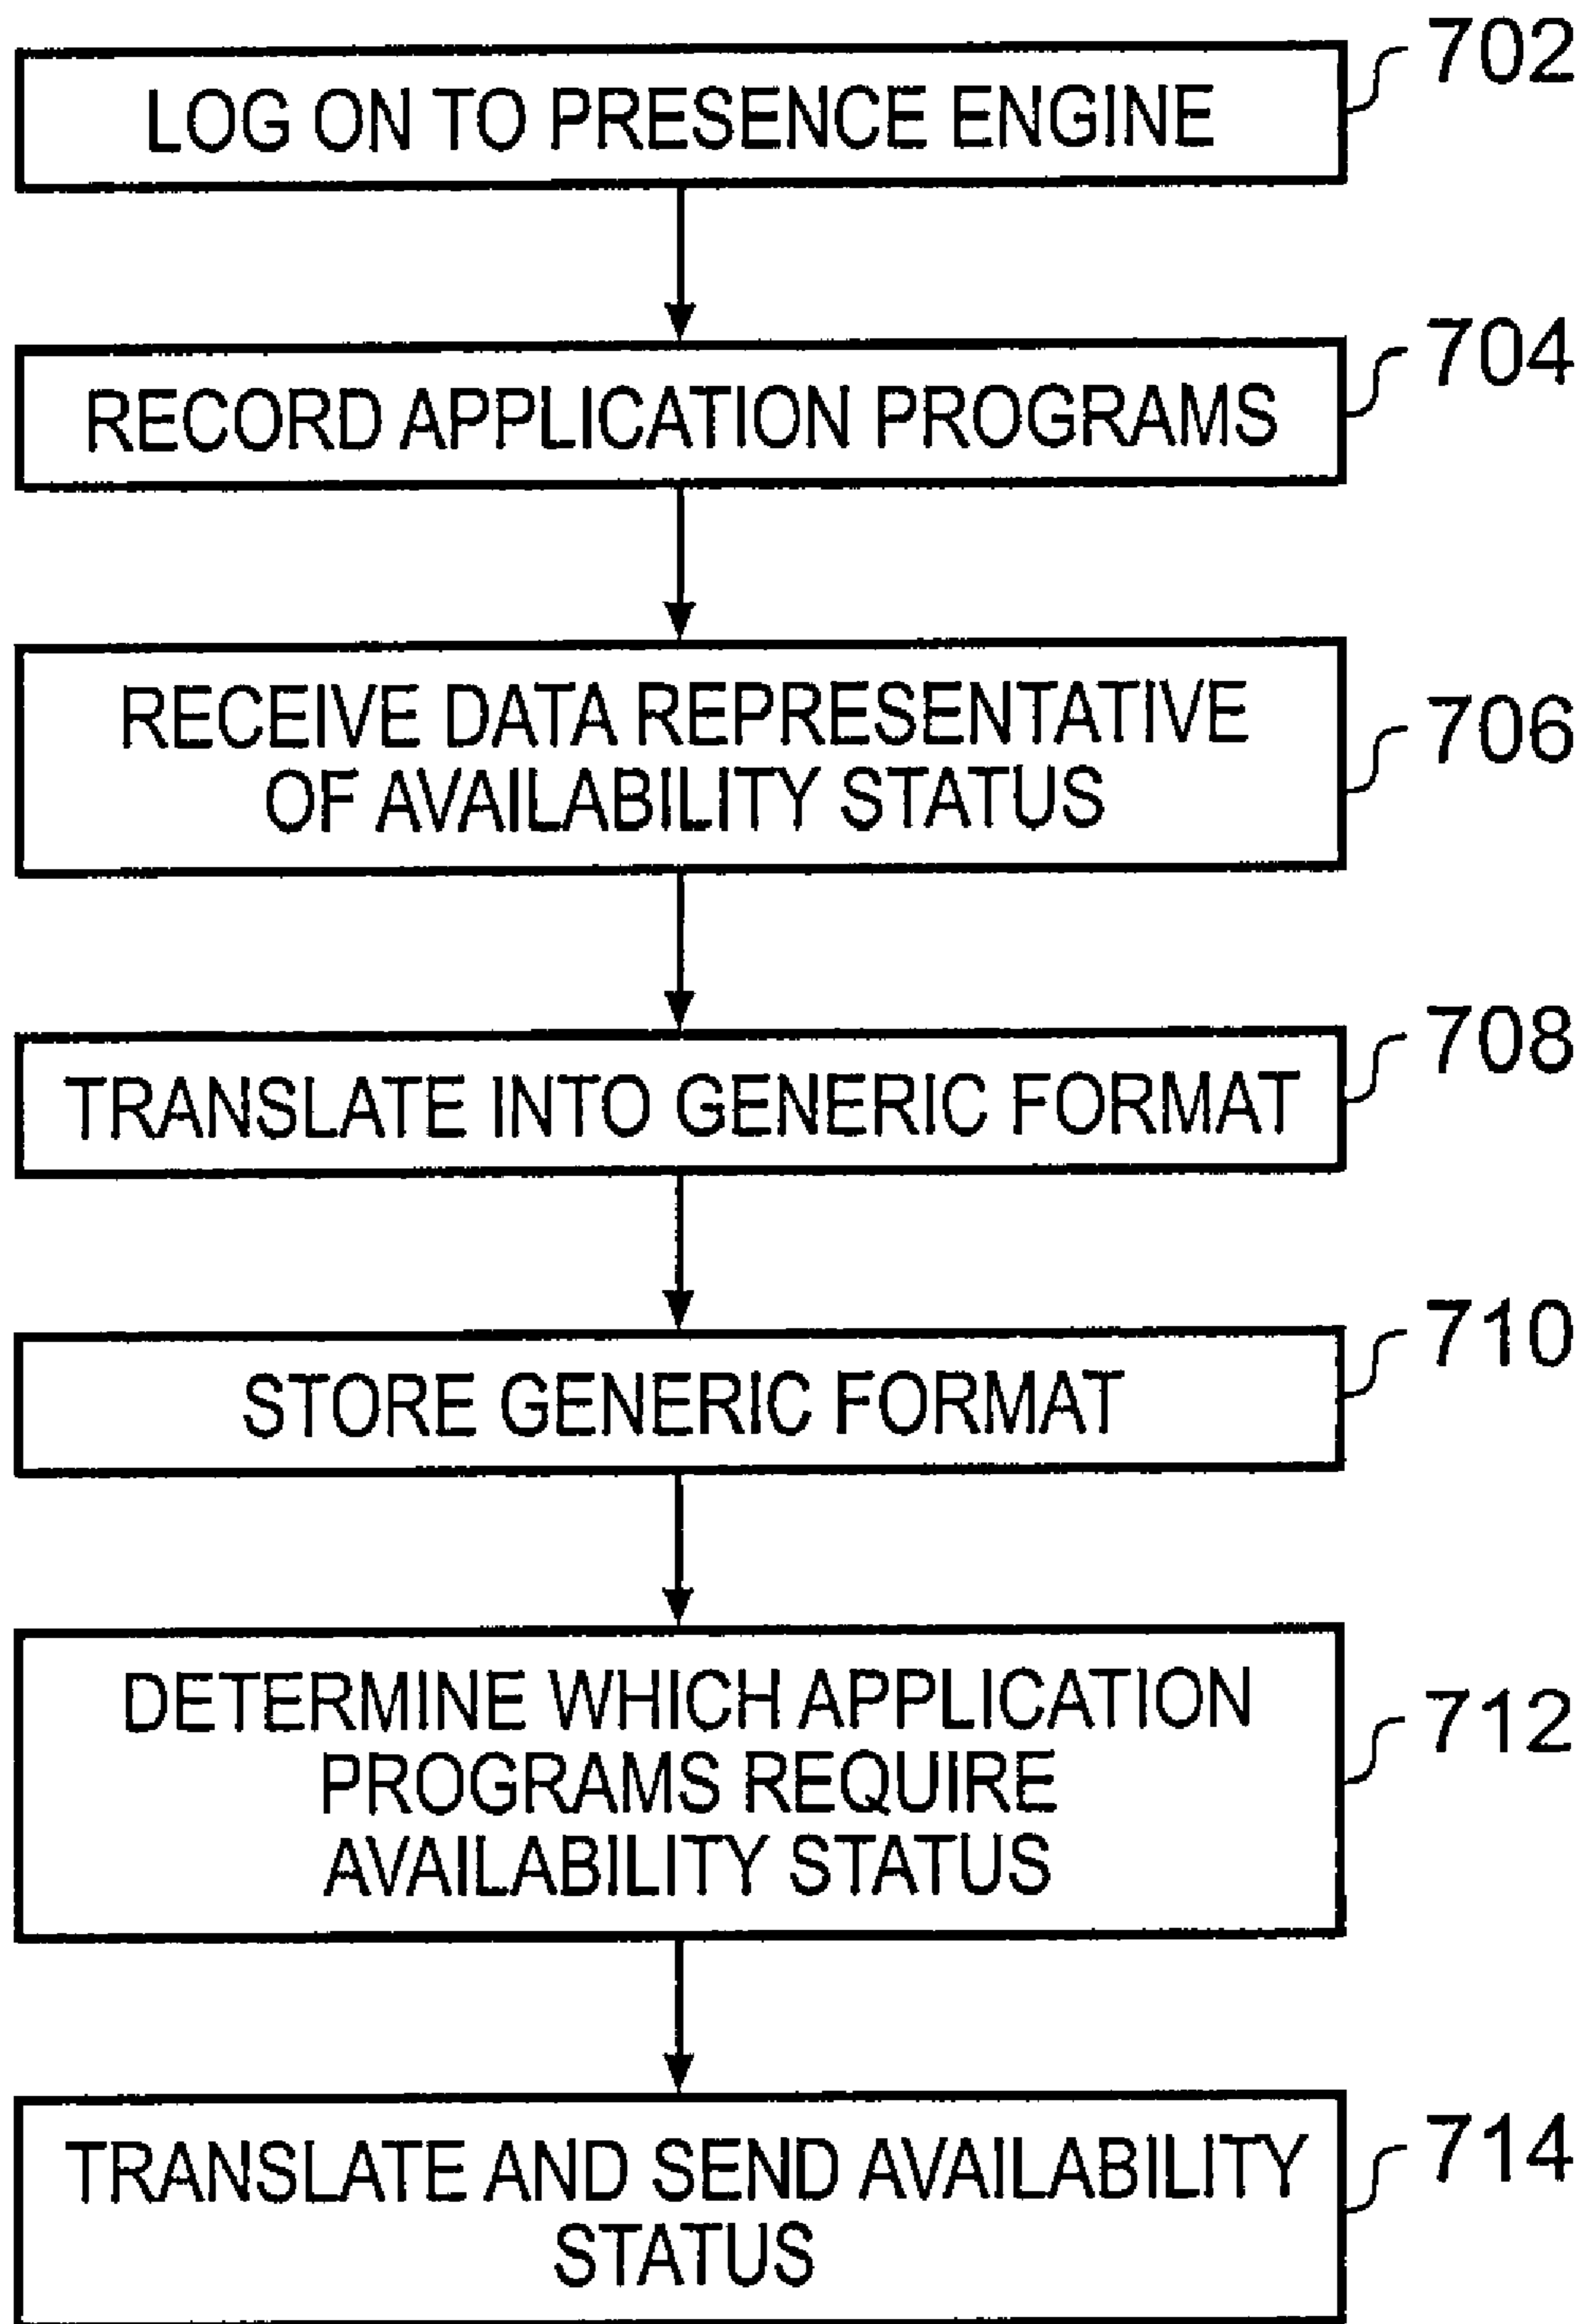 702
LOG ON TO PRESENCE ENGINE
704
RECORD APPLICATION PROGRAMS
706
RECEIVE DATA REPRESENTATIVE
OF AVAILABILITY STATUS
708
TRANSLATE INTO GENERIC FORMAT
710
STORE GENERIC FORMAT
712
DETERMINE WHICH APPLICATION
PROGRAMS REQUIRE
AVAILABILITY STATUS
714
TRANSLATE AND SEND AVAILABILITY
STATUS